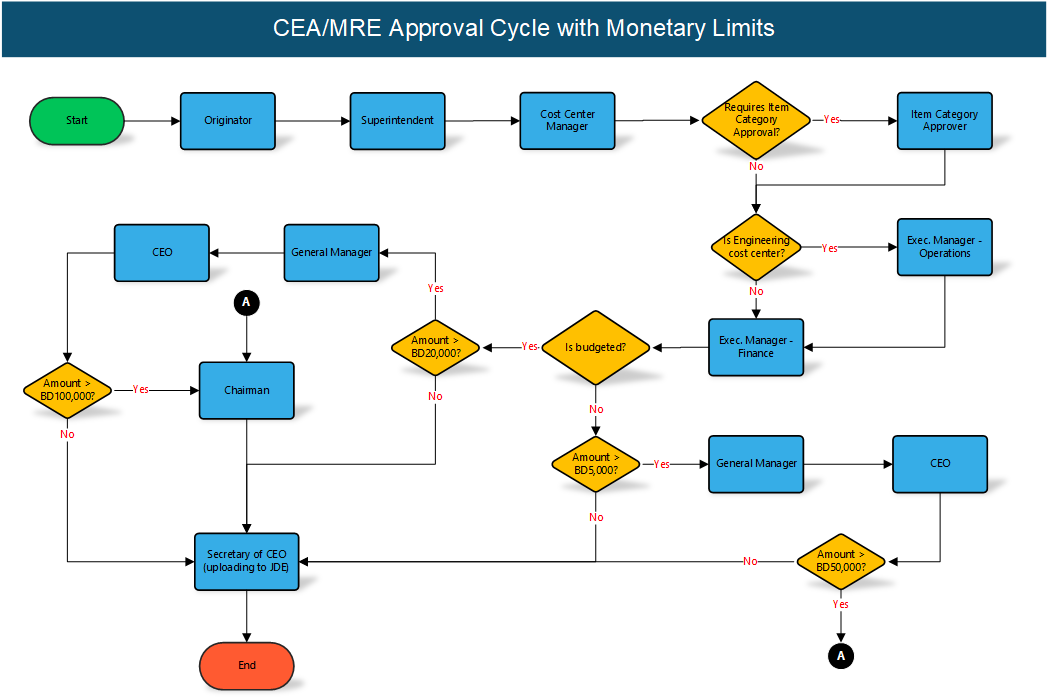 CEA/MRE Approval Cycle with Monetary Limits
Start
Originator
Superintendent
Cost Center
Manager
Requires Item
Category
Approval?
Yes
Item Category
Approver
No
Is Engineering
cost center?
Yes
Exec. Manager -
Operations
No
Exec. Manager -
Finance
Is budgeted?
Yes
Amount >
BD20,000?
Yes
General Manager
CEO
Amount >
BD100,000?
Yes
A
Chairman
No
No
No
Amount >
BD5,000?
Yes
General Manager
CEO
No
Amount >
BD50,000?
No
Yes
A
Secretary of CEO
(uploading to JDE)
End